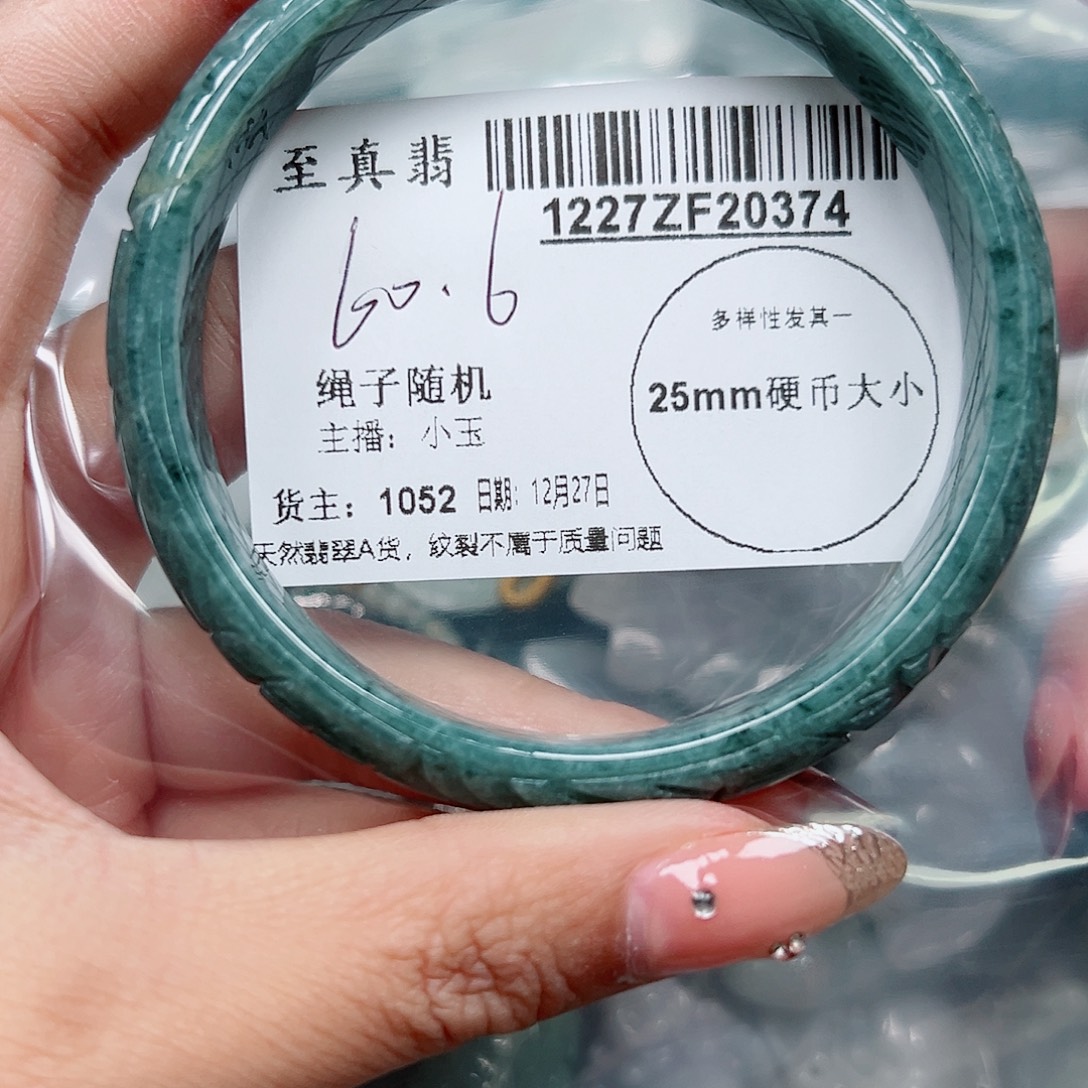 至真翡
1227ZF20374
60.6
多样性发其一
25mm硬币大小
绳子随机
主播：小玉
货主：1052 日期：12月27日
天然翡翠A货，纹裂不属于质量问题